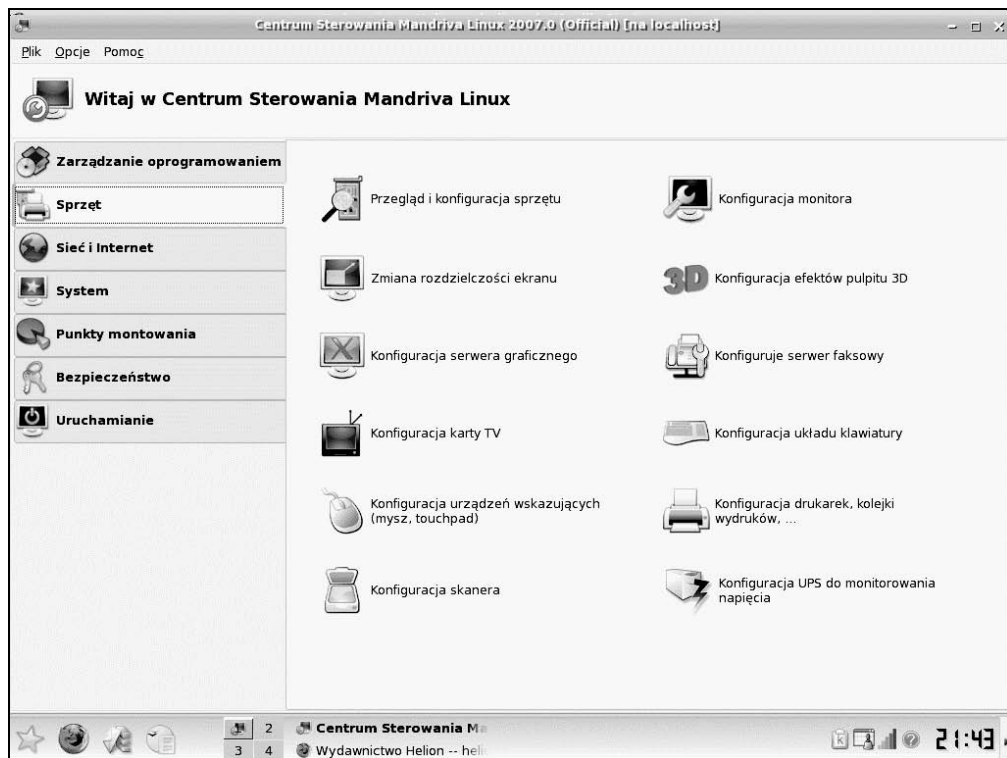 Centrum Sterowania Mandriva Linux 2007.0 (Official) [na localhost]
Plik Opcje Pomoc
Witaj w Centrum Sterowania Mandriva Linux
Zarządzanie oprogramowaniem
Sprzęt
Sieć i Internet
System
Punkty montowania
Bezpieczeństwo
Uruchamianie
Przegląd i konfiguracja sprzętu
Konfiguracja monitora
Zmiana rozdzielczości ekranu
3D
Konfiguracja efektów pulpitu 3D
Konfiguracja serwera graficznego
Konfiguruje serwer faksowy
Konfiguracja karty TV
Konfiguracja układu klawiatury
Konfiguracja urządzeń wskazujących
(mysz, touchpad)
Konfiguracja drukarek, kolejki
wydruków, ...
Konfiguracja skanera
Konfiguracja UPS do monitorowania
napięcia
2
3 4
Centrum Sterowania
Wydawnictwo Helion --
21:43